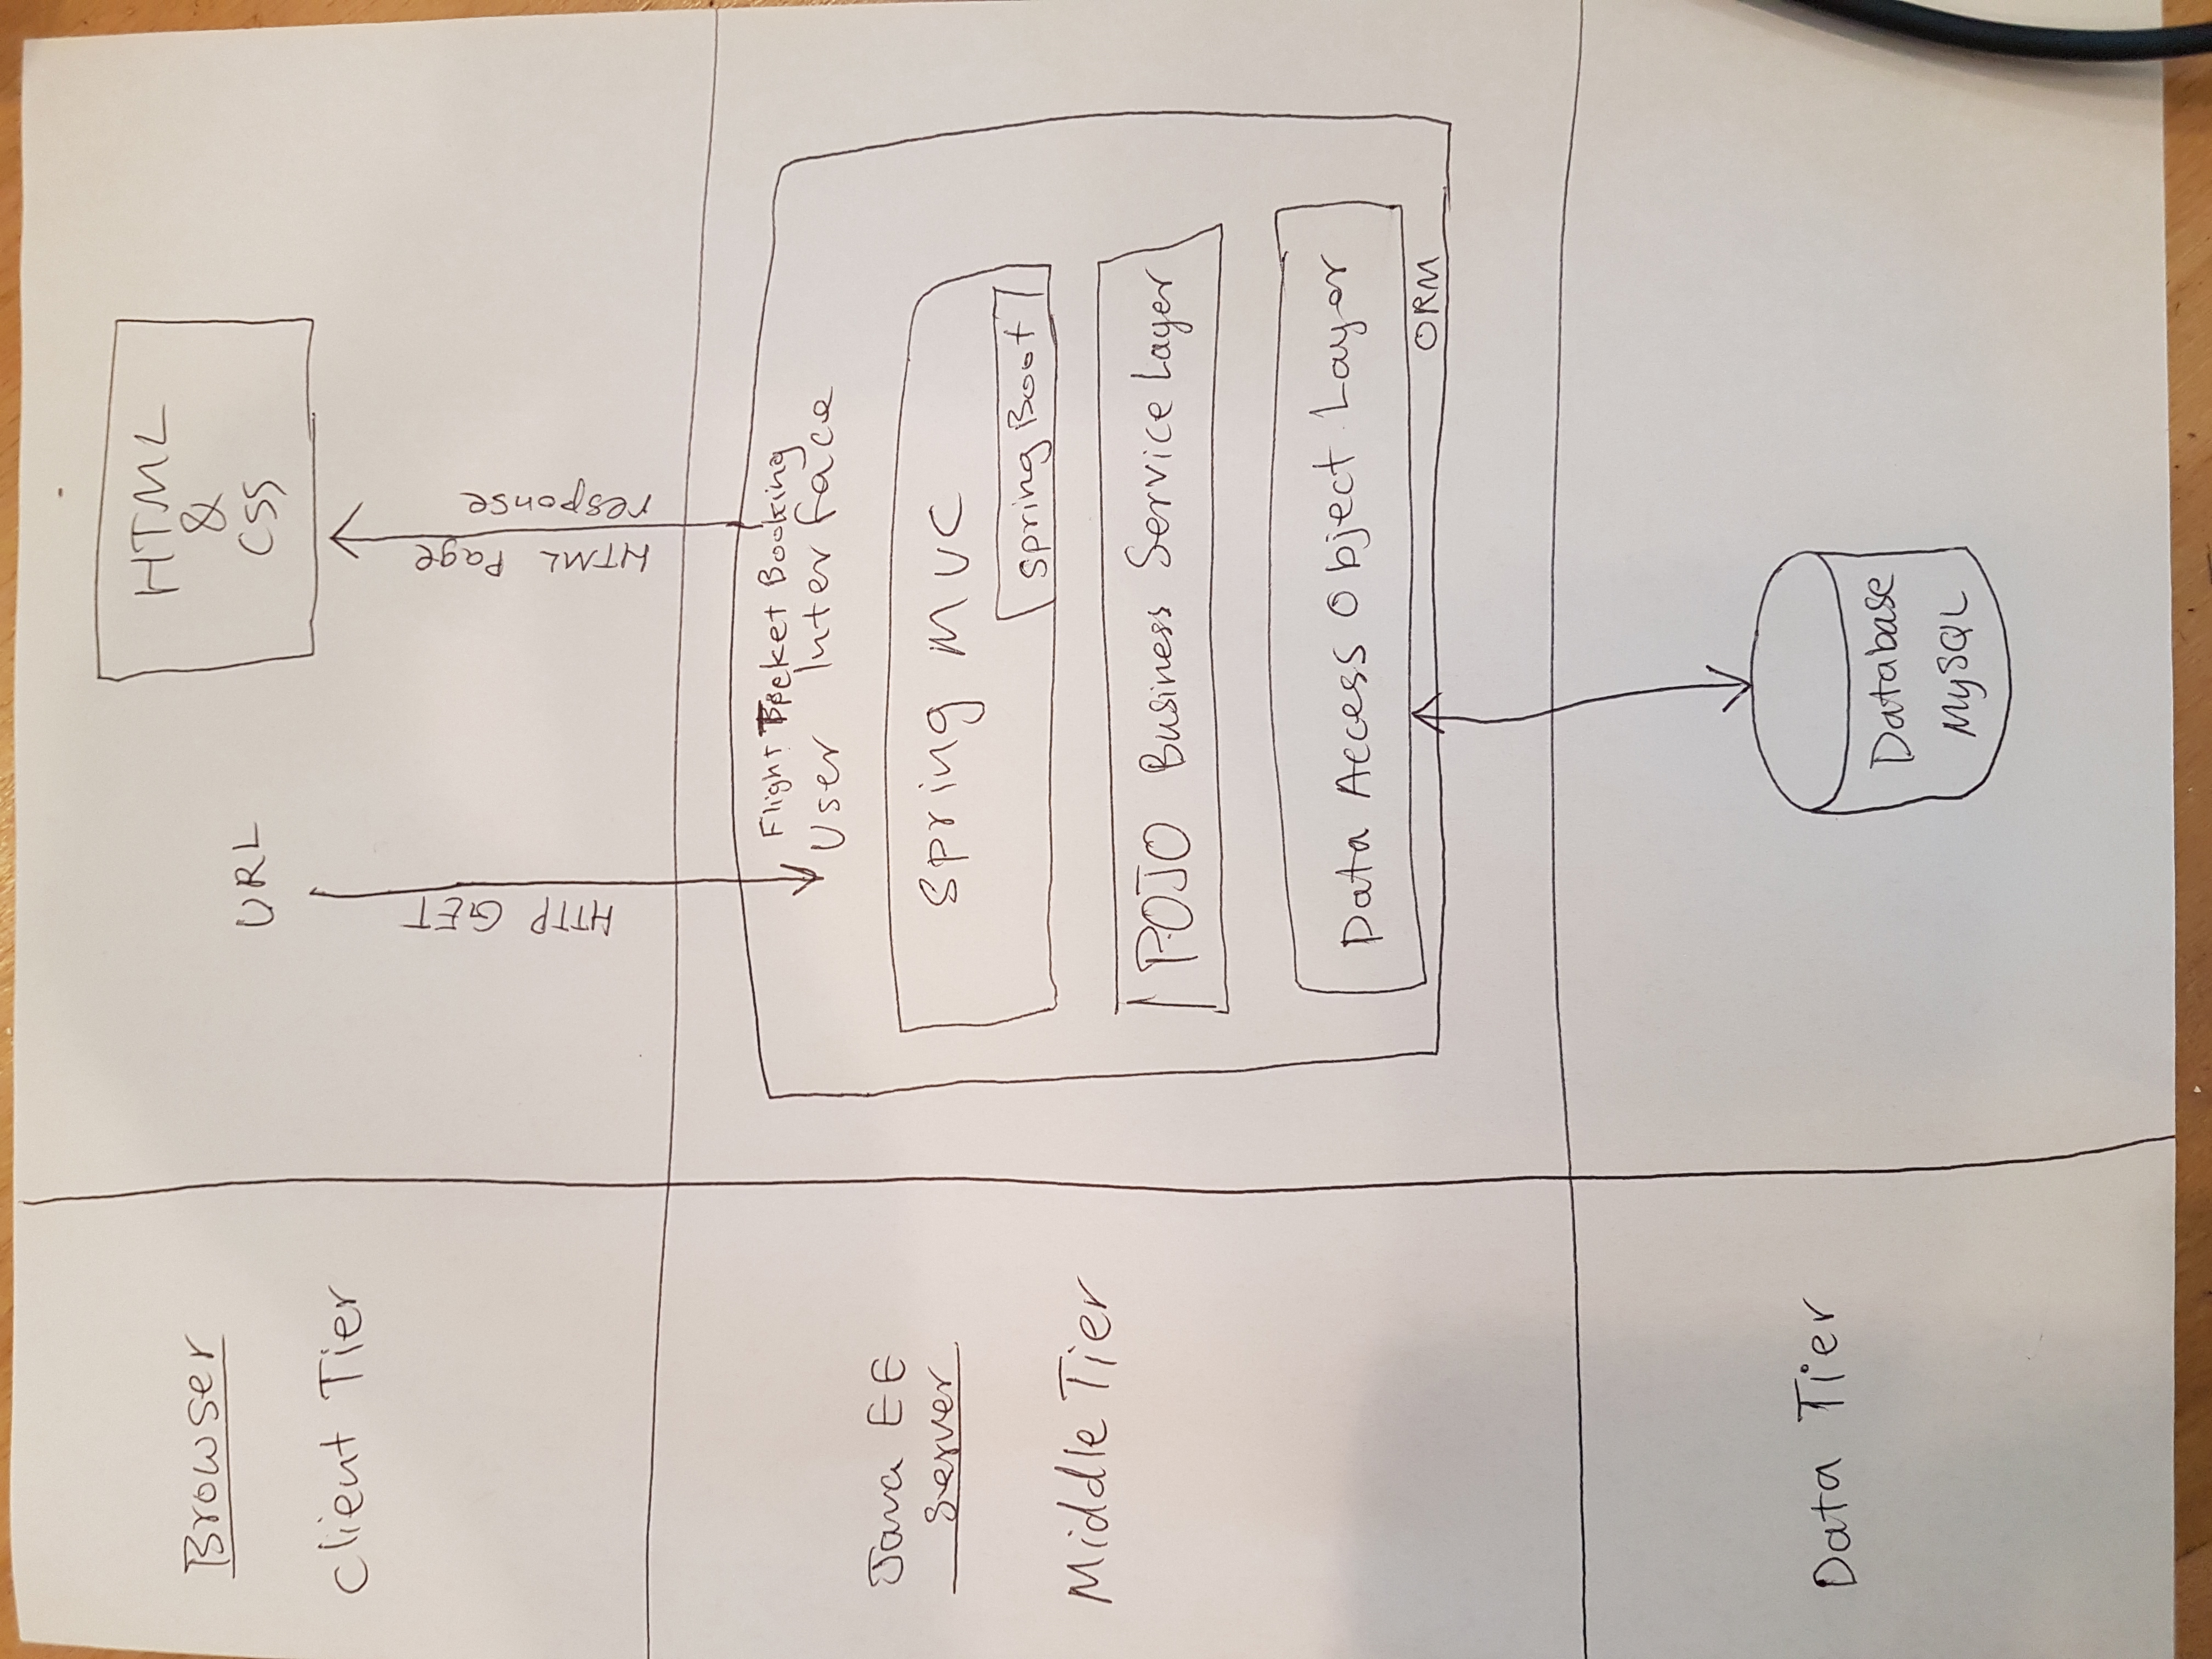 Browser
Client Tier
URL
HTML
&
CSS
HTTP GET
HTML Page
response
Java EE
Server
Middle Tier
Flight Booking
User Interface
Spring MVC
Spring Boot
POJO Business Service Layer
Data Access Object Layer
ORM
Data Tier
Database
MySQL